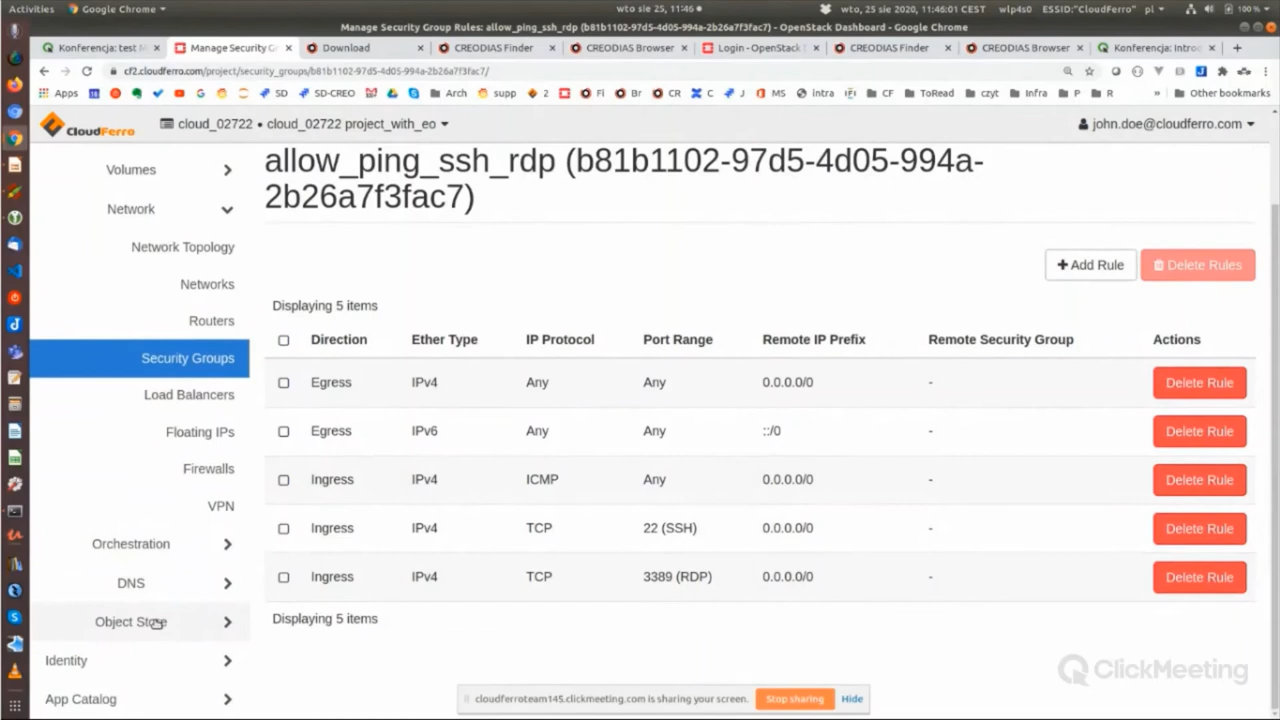 Activities Google Chrome wto sie 25, 11:46 wto, 25 sie 2020, 11:46:01 CEST wlp4s0 ESSID:"CloudFerro" pl 100 %
Manage Security Group Rules: allow_ping_ssh_rdp (b81b1102-97d5-4d05-994a-2b26a7f3fac7) - OpenStack Dashboard - Google Chrome
Konferencja: test M Manage Security G Download CREODIAS Finder CREODIAS Browser Login - OpenStack CREODIAS Finder CREODIAS Browser Konferencja: Intro
cf2.cloudferro.com/project/security_groups/b81b1102-97d5-4d05-994a-2b26a7f3fac7/
Apps SD SD-CREO Arch supp 2 Fi Br CR C J MS intra CF ToRead czyt Infra P R » Other bookmarks
CloudFerro cloud_02722 • cloud_02722 project_with_eo john.doe@cloudferro.com
Volumes
Network
Network Topology
Networks
Routers
Security Groups
Load Balancers
Floating IPs
Firewalls
VPN
Orchestration
DNS
Object Store
Identity
App Catalog
allow_ping_ssh_rdp (b81b1102-97d5-4d05-994a-
2b26a7f3fac7)
+ Add Rule Delete Rules
Displaying 5 items
Direction Ether Type IP Protocol Port Range Remote IP Prefix Remote Security Group Actions
Egress IPv4 Any Any 0.0.0.0/0 - Delete Rule
Egress IPv6 Any Any ::/0 - Delete Rule
Ingress IPv4 ICMP Any 0.0.0.0/0 - Delete Rule
Ingress IPv4 TCP 22 (SSH) 0.0.0.0/0 - Delete Rule
Ingress IPv4 TCP 3389 (RDP) 0.0.0.0/0 - Delete Rule
Displaying 5 items
ClickMeeting
cloudferroteam145.clickmeeting.com is sharing your screen. Stop sharing Hide